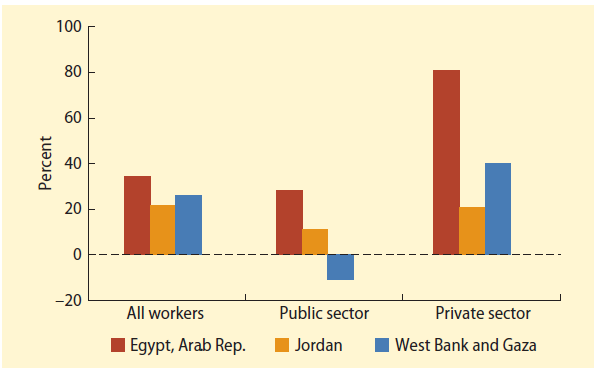 100
80
60
40
20
0
−20
Percent
All workers Public sector Private sector
Egypt, Arab Rep. Jordan West Bank and Gaza